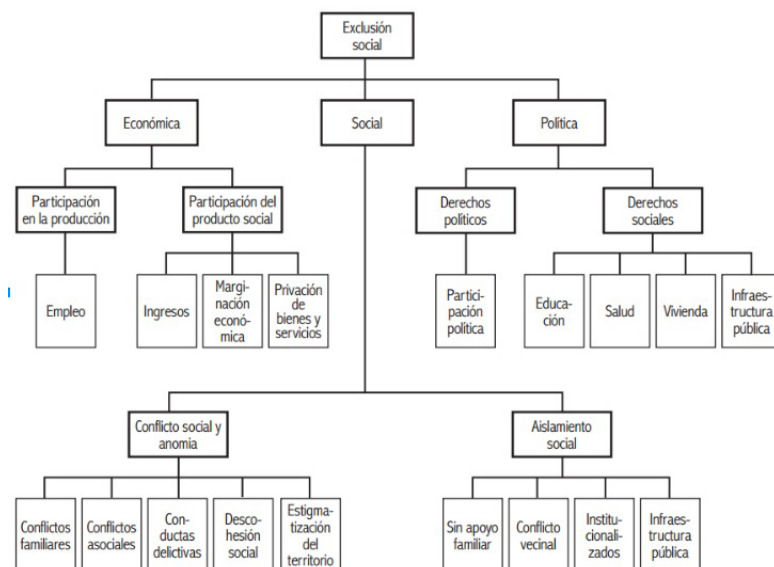 Exclusión
social
Económica
Social
Política
Participación
en la producción
Participación del
producto social
Derechos
políticos
Derechos
sociales
Empleo
Ingresos
Margi-
nación
econó-
mica
Privación
de
bienes y
servicios
Partici-
pación
política
Educa-
ción
Salud
Vivienda
Infraes-
tructura
pública
Conflicto social y
anomia
Aislamiento
social
Conflictos
familiares
Conflictos
asociales
Con-
ductas
delictivas
Desco-
hesión
social
Estigma-
tización
del
territorio
Sin apoyo
familiar
Conflicto
vecinal
Institu-
cionali-
zados
Infraes-
tructura
pública